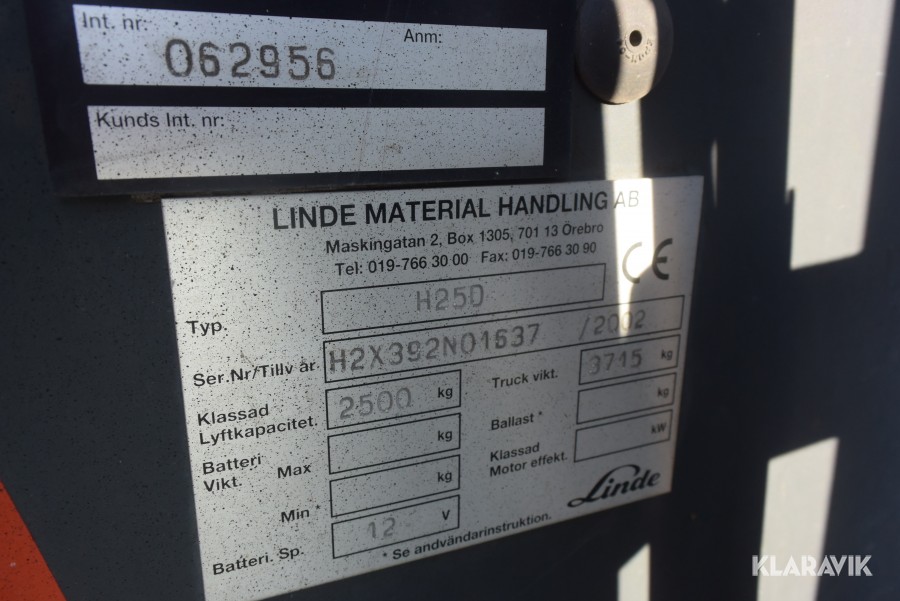 Int. nr: 062956 Anm:
Kunds Int. nr:
LINDE MATERIAL HANDLING AB
Maskingatan 2, Box 1305, 701 13 Örebro
Tel: 019-766 30 00 Fax: 019-766 30 90
CE
Typ. H25D
Ser.Nr/Tillv år. H2X392N01637 /2002
Klassad Lyftkapacitet. 2500 kg
Truck vikt. 3715 kg
Batteri Vikt. Max kg
Ballast * kg
Min * kg
Klassad Motor effekt. kW
Batteri. Sp. 12 V
* Se andvändarinstruktion.
Linde
KLARAVIK